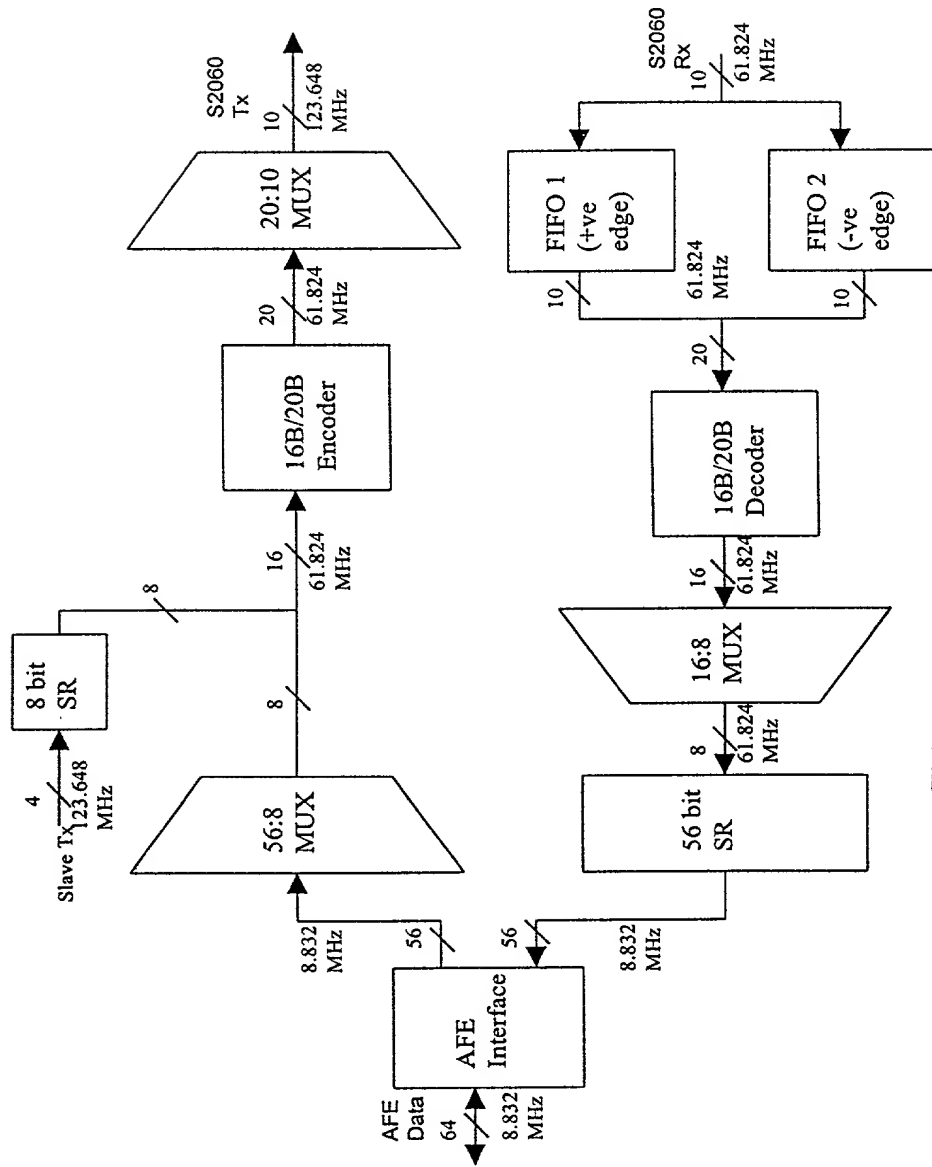 AFE
Data
64
8.832
MHz
AFE
Interface
56
8.832
MHz
56:8
MUX
Slave Tx
4
123.648
MHz
8 bit
SR
8
8
16
61.824
MHz
16B/20B
Encoder
20
61.824
MHz
20:10
MUX
S2060
Tx
10
123.648
MHz
56
8.832
MHz
56 bit
SR
8
61.824
MHz
16:8
MUX
16
61.824
MHz
16B/20B
Decoder
20
10
61.824
MHz
10
FIFO 1
(+ve
edge)
FIFO 2
(-ve
edge)
S2060
Rx
10
61.824
MHz